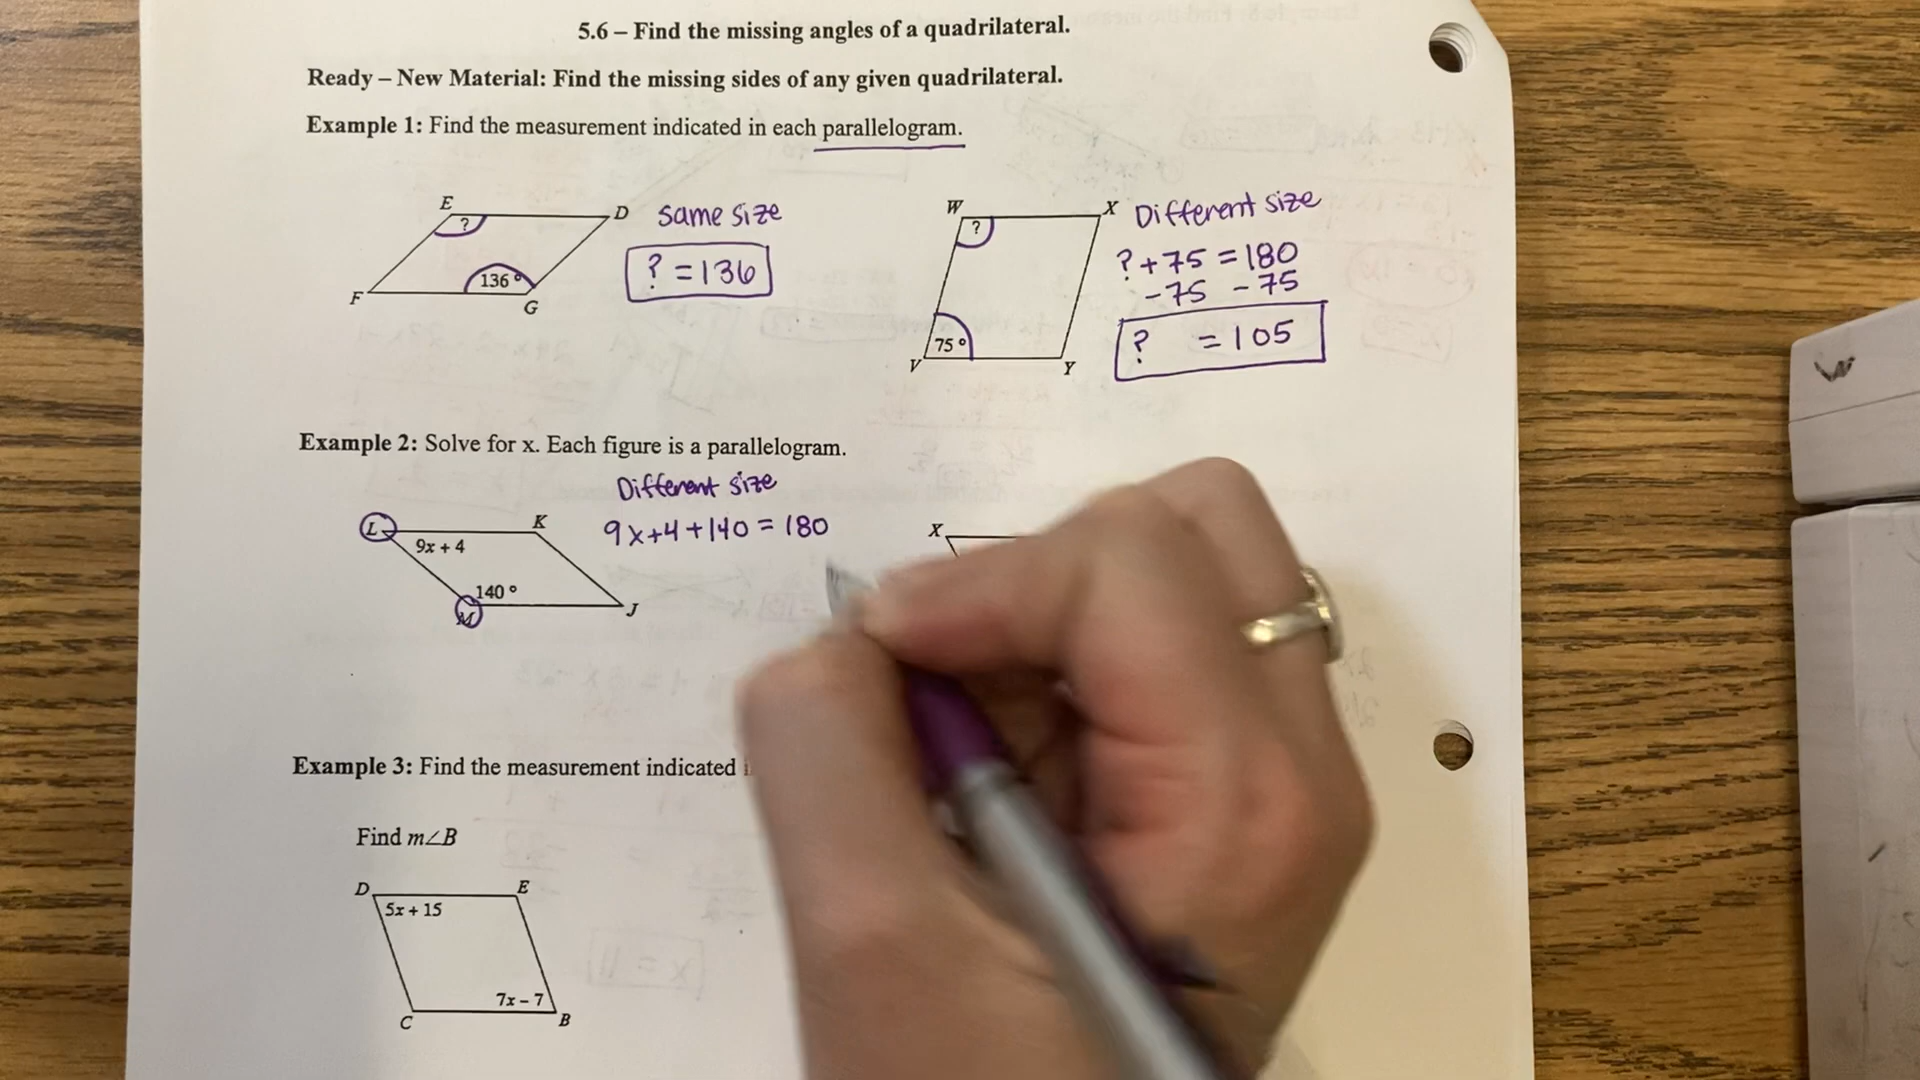 5.6 – Find the missing angles of a quadrilateral.
Ready – New Material: Find the missing sides of any given quadrilateral.
Example 1: Find the measurement indicated in each parallelogram.
E
?
D
136 °
F
G
Same size
? = 136
W
?
X
75 °
V
Y
Different size
? + 75 = 180
- 75 - 75
? = 105
Example 2: Solve for x. Each figure is a parallelogram.
Different size
9x+4+140 = 180
L
K
9x + 4
140 °
M
J
X
Example 3: Find the measurement indicated
Find m∠B
D
E
5x + 15
7x – 7
C
B